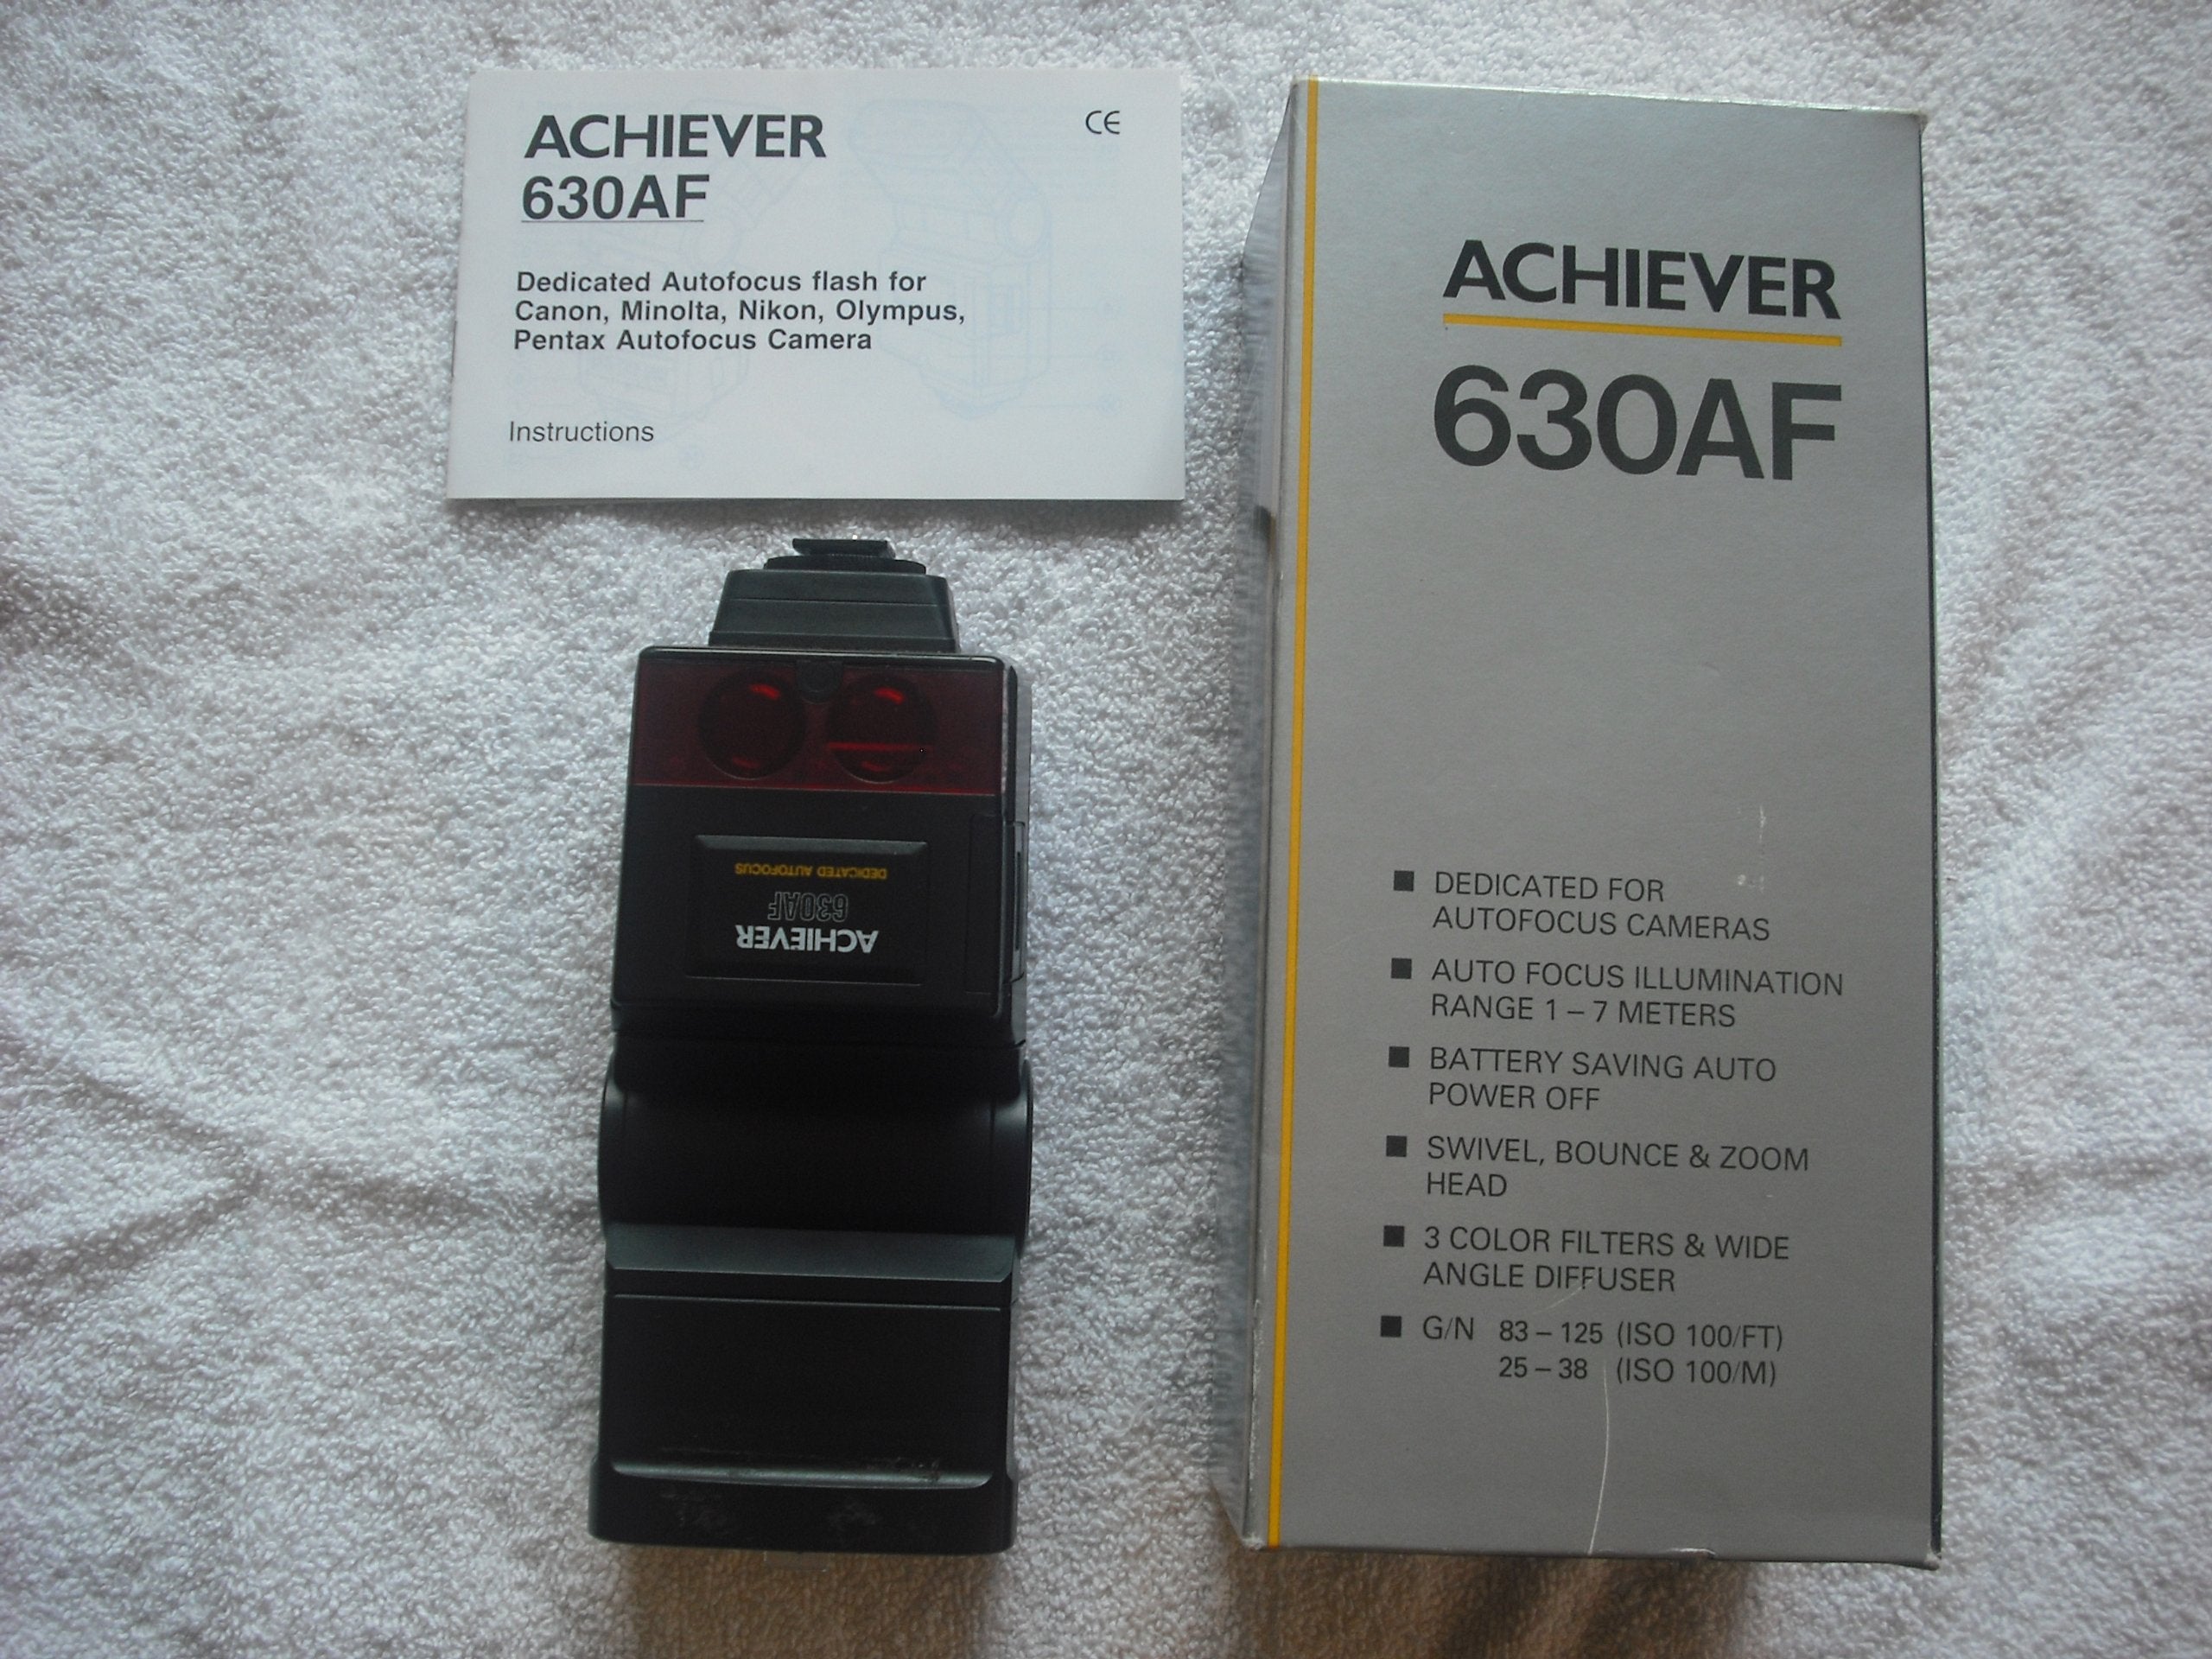 ACHIEVER
630AF
CE
Dedicated Autofocus flash for
Canon, Minolta, Nikon, Olympus,
Pentax Autofocus Camera
Instructions
ACHIEVER
630AF
DEDICATED AUTOFOCUS
ACHIEVER
630AF
■ DEDICATED FOR
AUTOFOCUS CAMERAS
■ AUTO FOCUS ILLUMINATION
RANGE 1 – 7 METERS
■ BATTERY SAVING AUTO
POWER OFF
■ SWIVEL, BOUNCE & ZOOM
HEAD
■ 3 COLOR FILTERS & WIDE
ANGLE DIFFUSER
■ G/N 83 – 125 (ISO 100/FT)
25 – 38 (ISO 100/M)